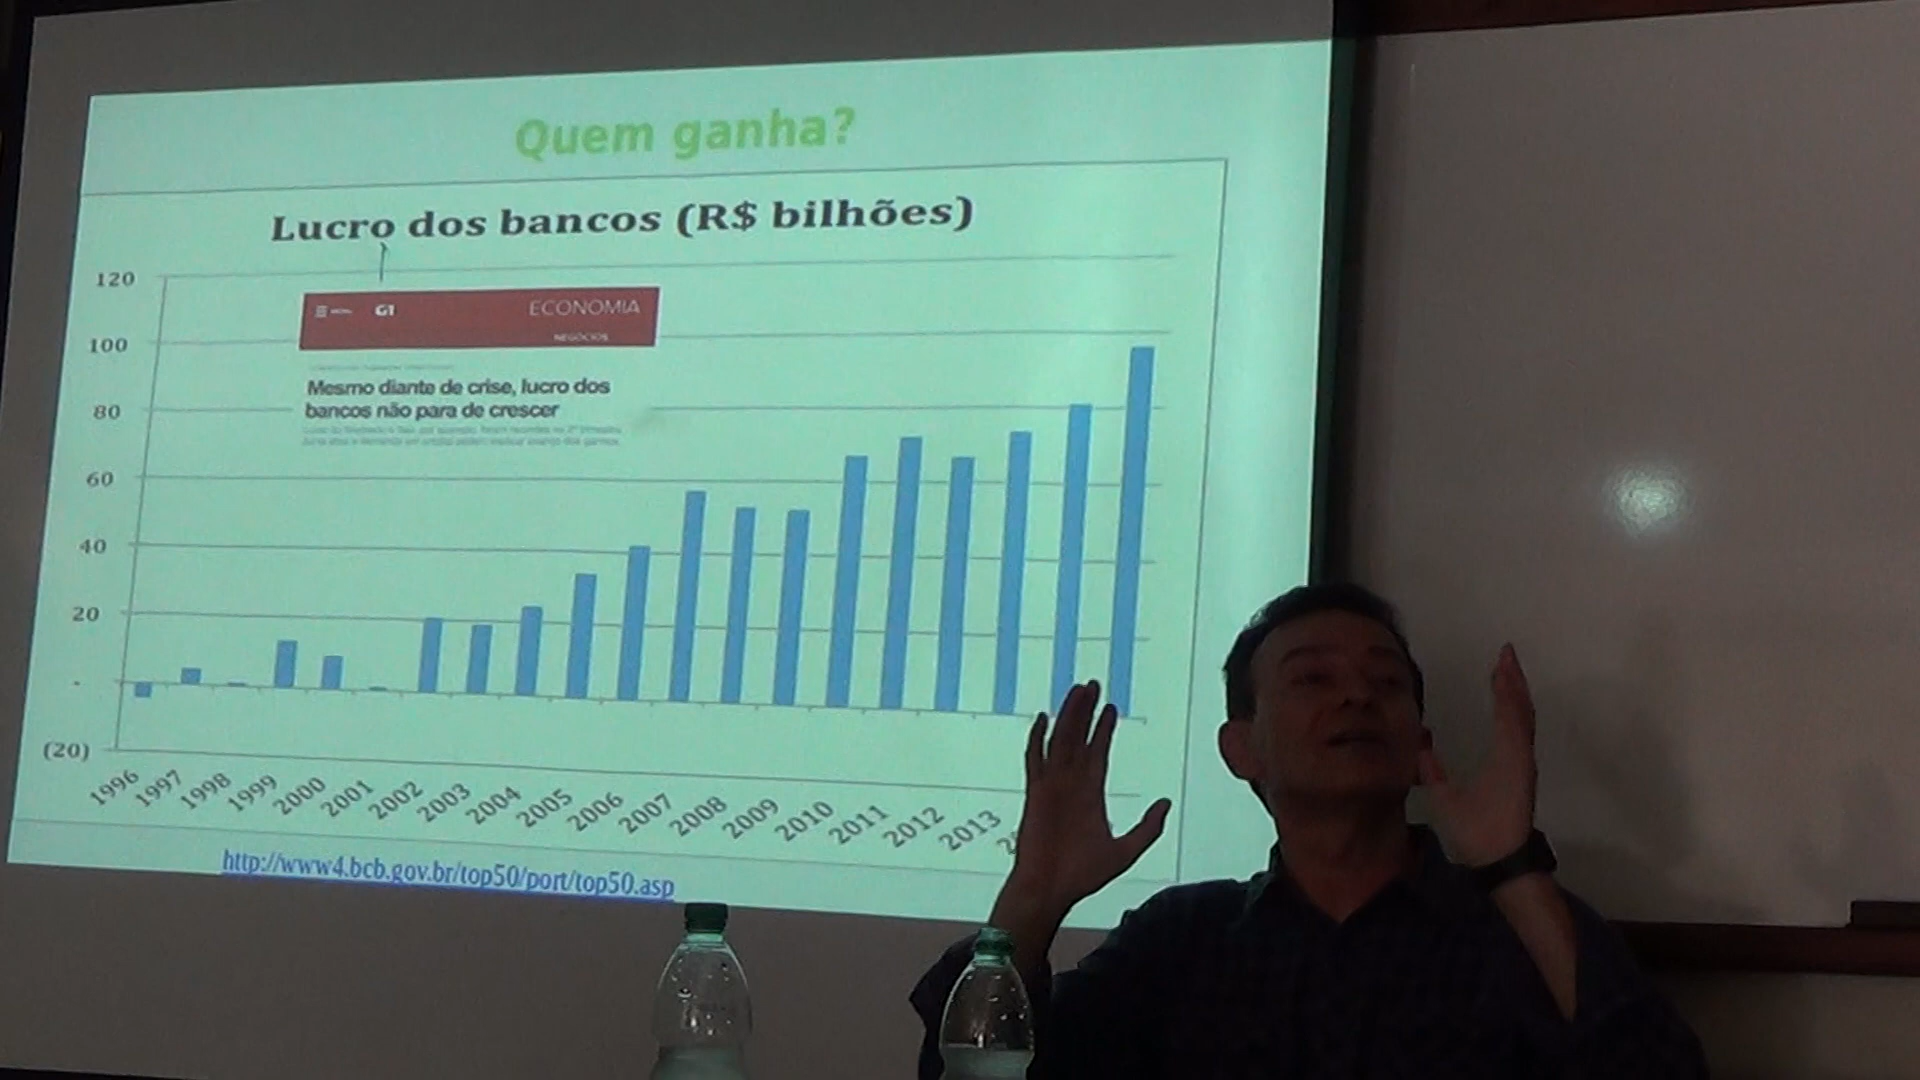 Quem ganha?
Lucro dos bancos (R$ bilhões)
120
G1 ECONOMIA
NEGÓCIOS
100
Mesmo diante de crise, lucro dos
bancos não para de crescer
80
60
40
20
-
(20)
1996 1997 1998 1999 2000 2001 2002 2003 2004 2005 2006 2007 2008 2009 2010 2011 2012 2013
http://www4.bcb.gov.br/top50/port/top50.asp